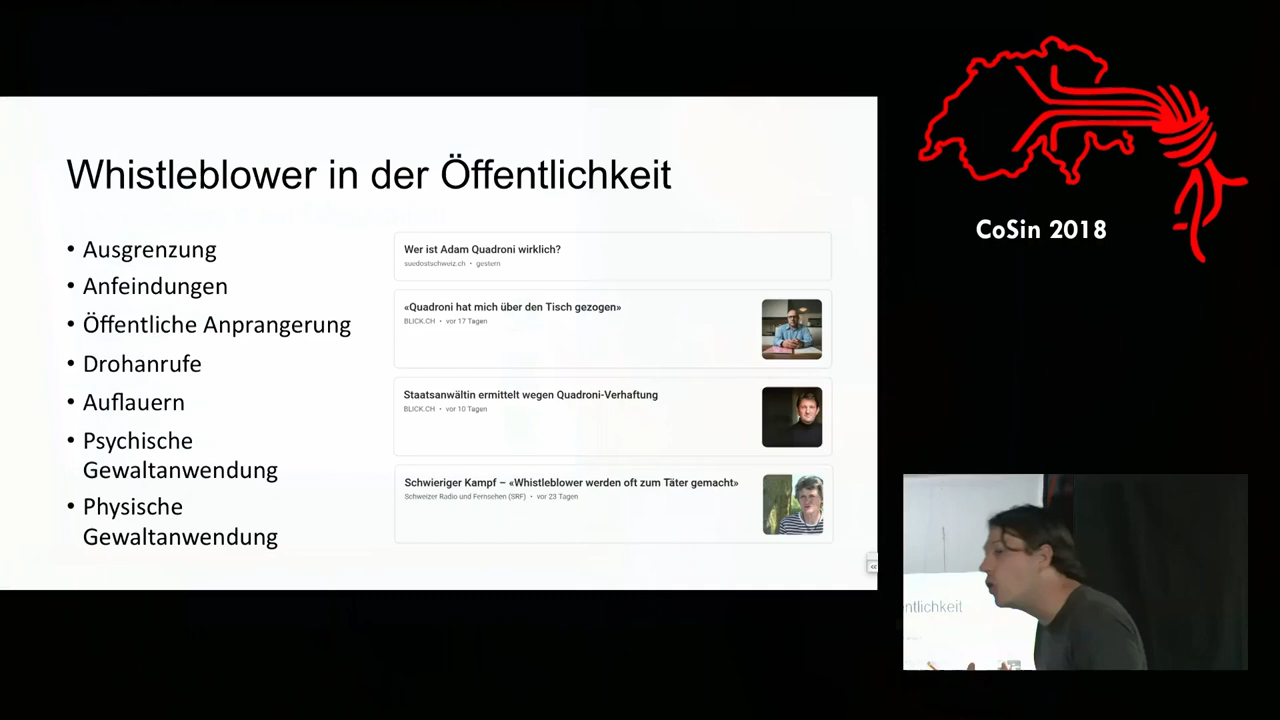 Whistleblower in der Öffentlichkeit
• Ausgrenzung
• Anfeindungen
• Öffentliche Anprangerung
• Drohanrufe
• Auflauern
• Psychische
Gewaltanwendung
• Physische
Gewaltanwendung
Wer ist Adam Quadroni wirklich?
suedostschweiz.ch • gestern
«Quadroni hat mich über den Tisch gezogen»
BLICK.CH • vor 17 Tagen
Staatsanwältin ermittelt wegen Quadroni-Verhaftung
BLICK.CH • vor 10 Tagen
Schwieriger Kampf – «Whistleblower werden oft zum Täter gemacht»
Schweizer Radio und Fernsehen (SRF) • vor 23 Tagen
«
CoSin 2018
entlichkeit